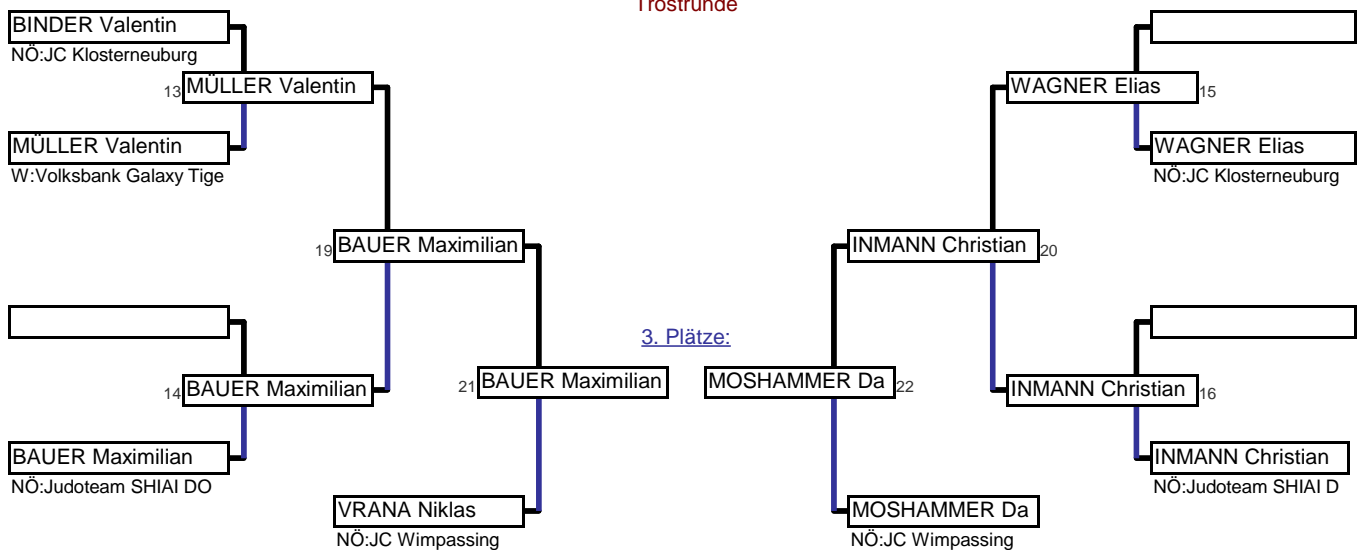 Trostrunde
BINDER Valentin
NÖ:JC Klosterneuburg
13 MÜLLER Valentin
MÜLLER Valentin
W:Volksbank Galaxy Tige
19 BAUER Maximilian
14 BAUER Maximilian
BAUER Maximilian
NÖ:Judoteam SHIAI DO
21 BAUER Maximilian
VRANA Niklas
NÖ:JC Wimpassing
3. Plätze:
WAGNER Elias 15
WAGNER Elias
NÖ:JC Klosterneuburg
INMANN Christian 20
MOSHAMMER Da 22
INMANN Christian 16
INMANN Christian
NÖ:Judoteam SHIAI D
MOSHAMMER Da
NÖ:JC Wimpassing